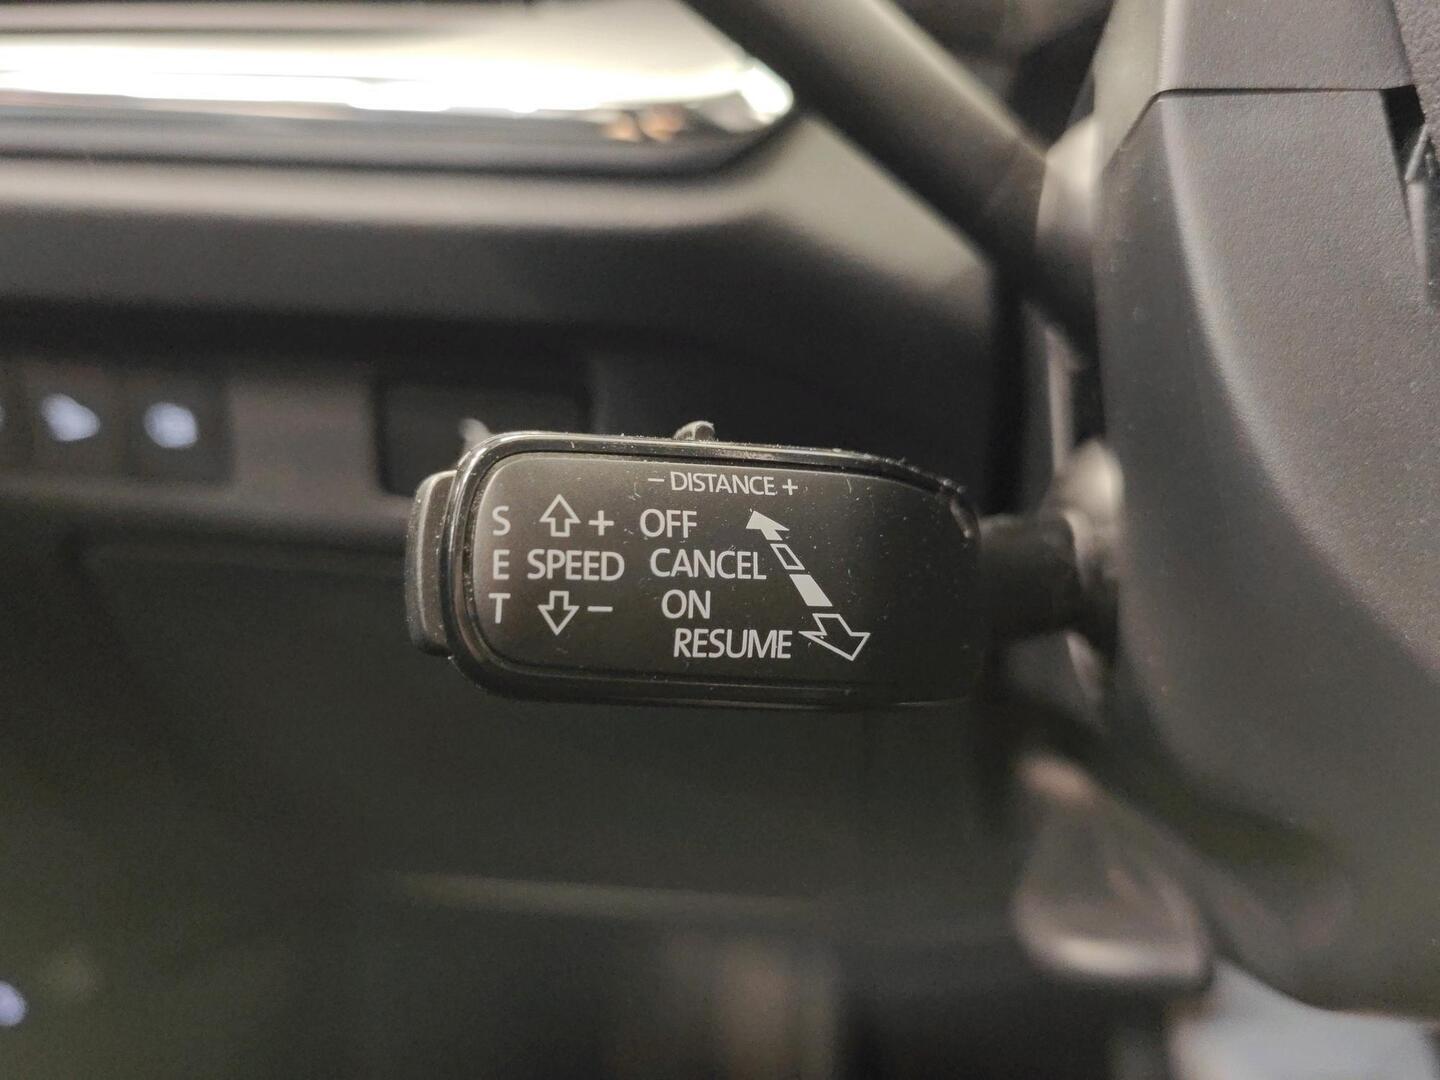 − DISTANCE +
S + OFF
E SPEED CANCEL
T − ON
RESUME